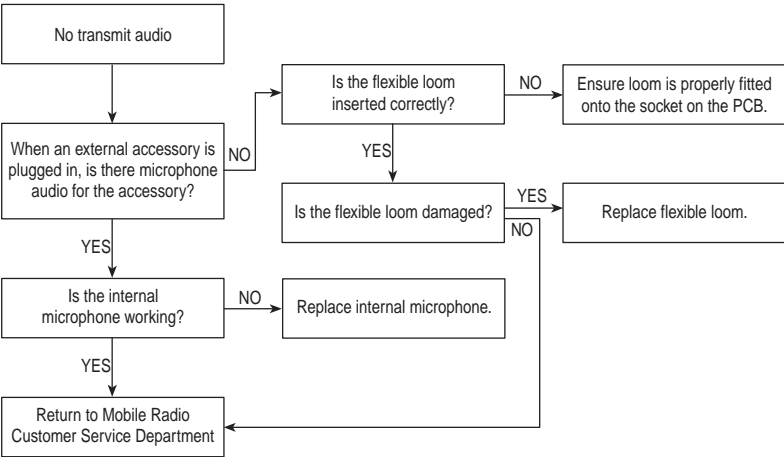 No transmit audio
Is the flexible loom
inserted correctly?
NO
Ensure loom is properly fitted
onto the socket on the PCB.
When an external accessory is
plugged in, is there microphone
audio for the accessory?
NO
YES
Is the flexible loom damaged?
YES
NO
Replace flexible loom.
YES
Is the internal
microphone working?
NO
Replace internal microphone.
YES
Return to Mobile Radio
Customer Service Department